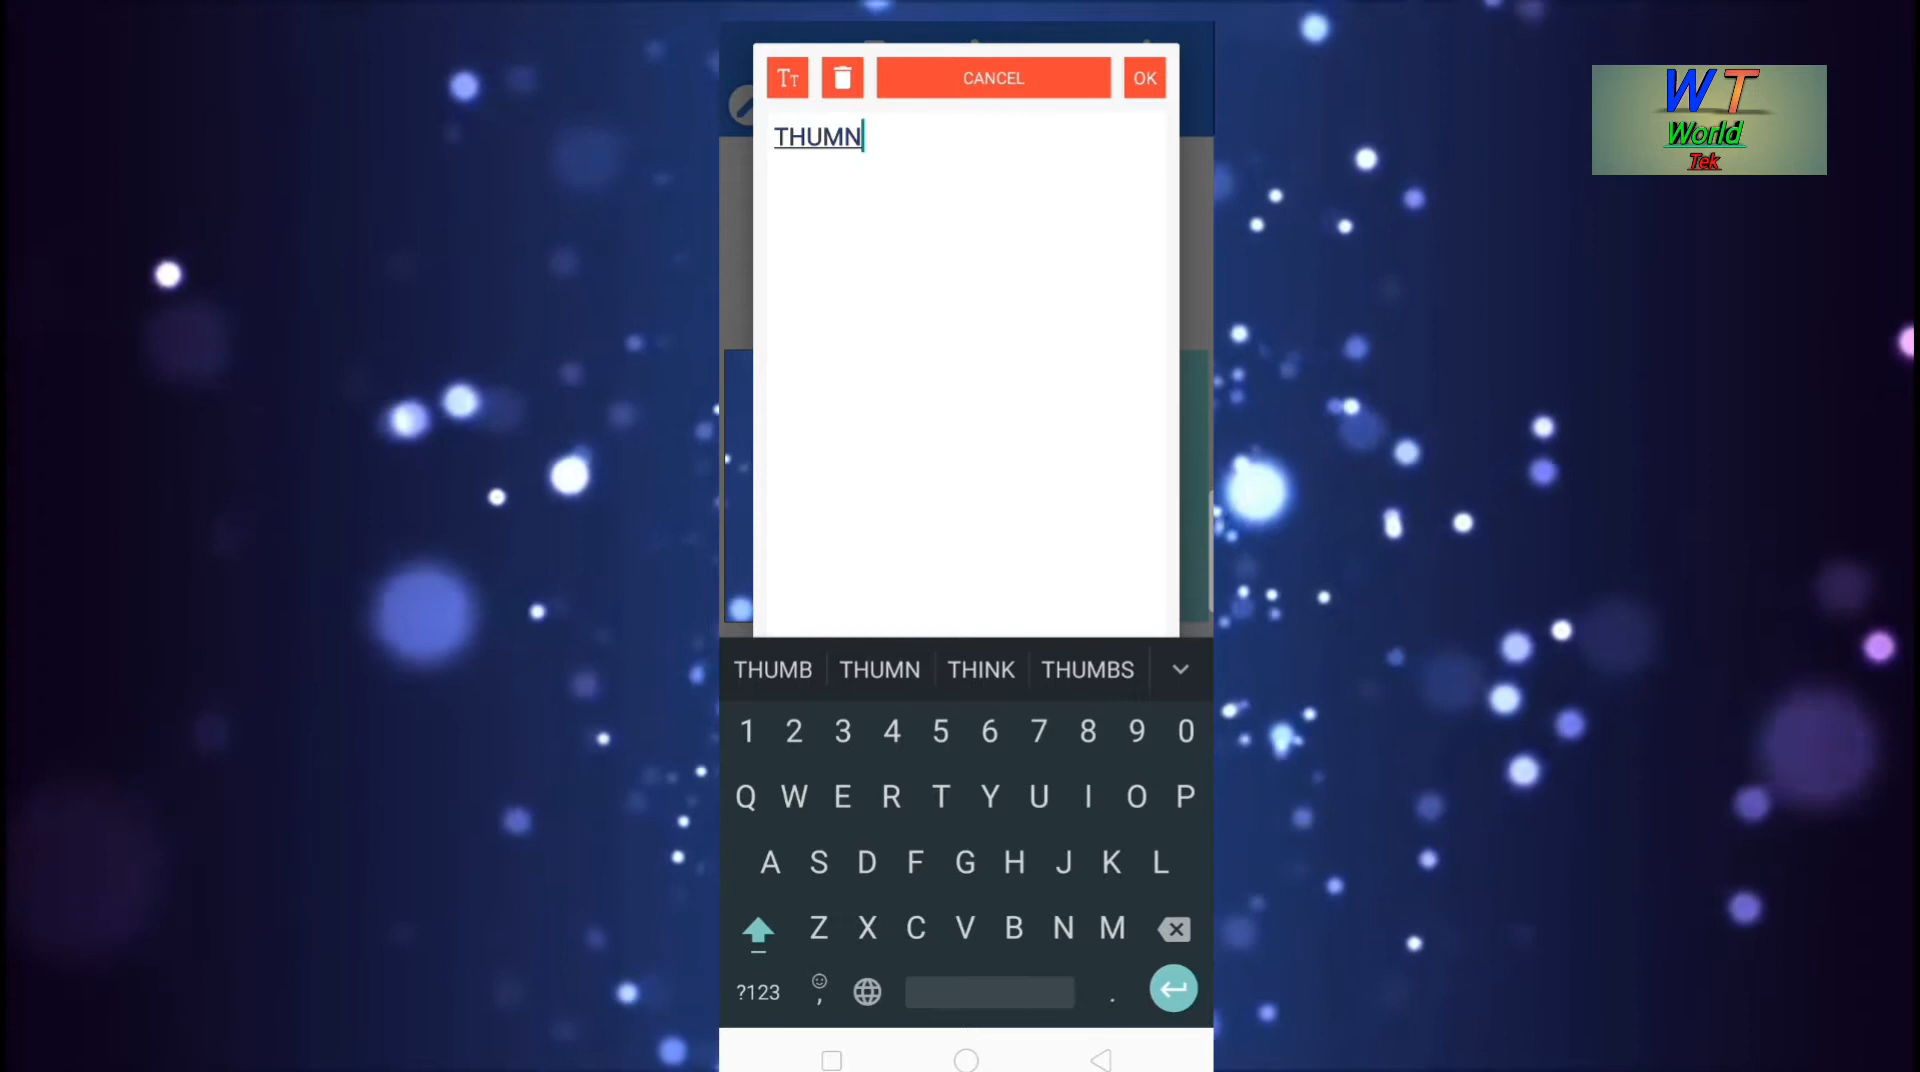 Tт CANCEL OK
THUMN
THUMB THUMN THINK THUMBS
1 2 3 4 5 6 7 8 9 0
Q W E R T Y U I O P
A S D F G H J K L
Z X C V B N M
?123 , .
WT
World
Tek